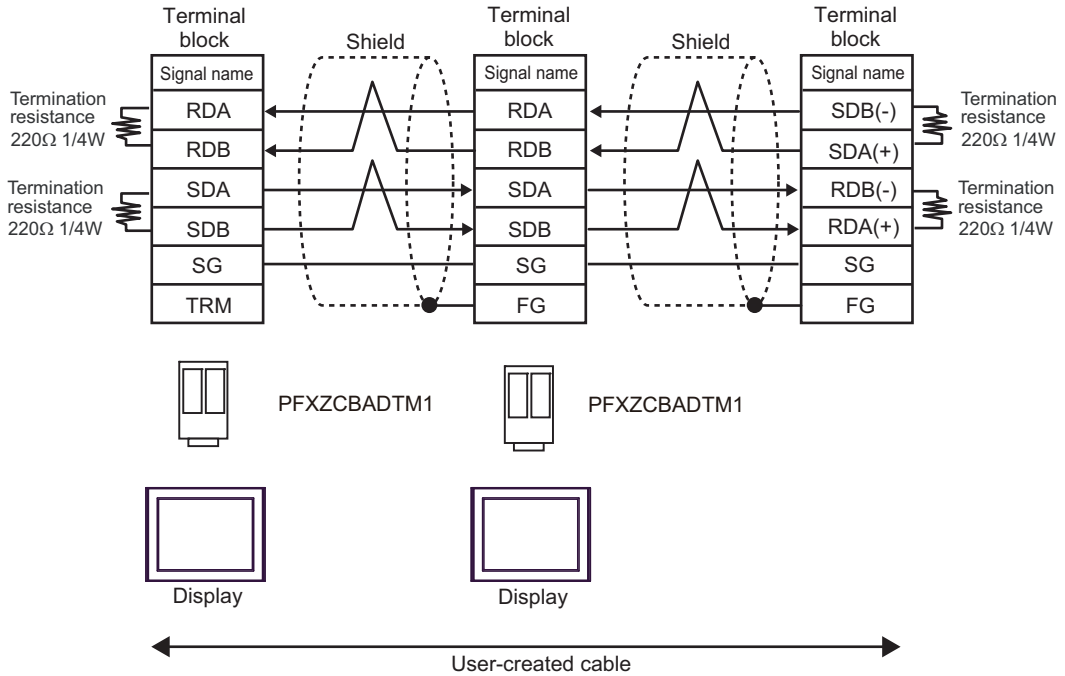 Terminal
block
Shield
Terminal
block
Shield
Terminal
block
Signal name
Signal name
Signal name
Termination
resistance
220Ω 1/4W
RDA
RDA
SDB(-)
Termination
resistance
220Ω 1/4W
RDB
RDB
SDA(+)
Termination
resistance
220Ω 1/4W
SDA
SDA
RDB(-)
Termination
resistance
220Ω 1/4W
SDB
SDB
RDA(+)
SG
SG
SG
TRM
FG
FG
PFXZCBADTM1
PFXZCBADTM1
Display
Display
User-created cable